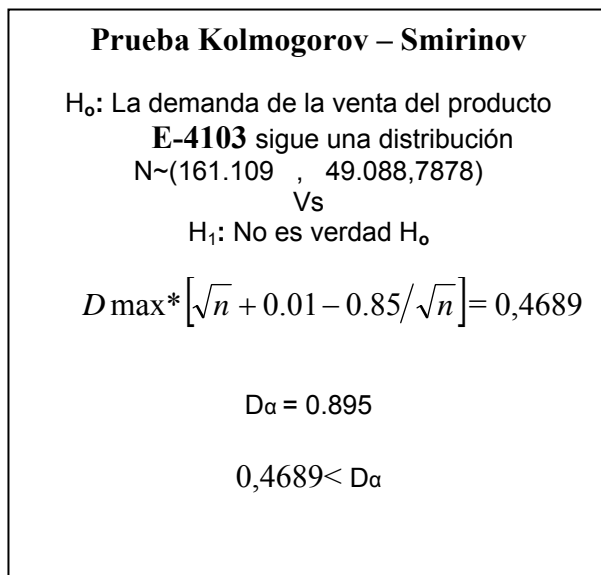 Prueba Kolmogorov – Smirinov
Ho: La demanda de la venta del producto
E-4103 sigue una distribución
N~(161.109 , 49.088,7878)
Vs
H1: No es verdad Ho
D max* [√n + 0.01 − 0.85/√n] = 0,4689
Dα = 0.895
0,4689< Dα